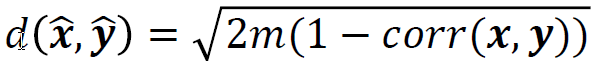 d(x̂, ŷ) = √2m(1 − corr(x, y))